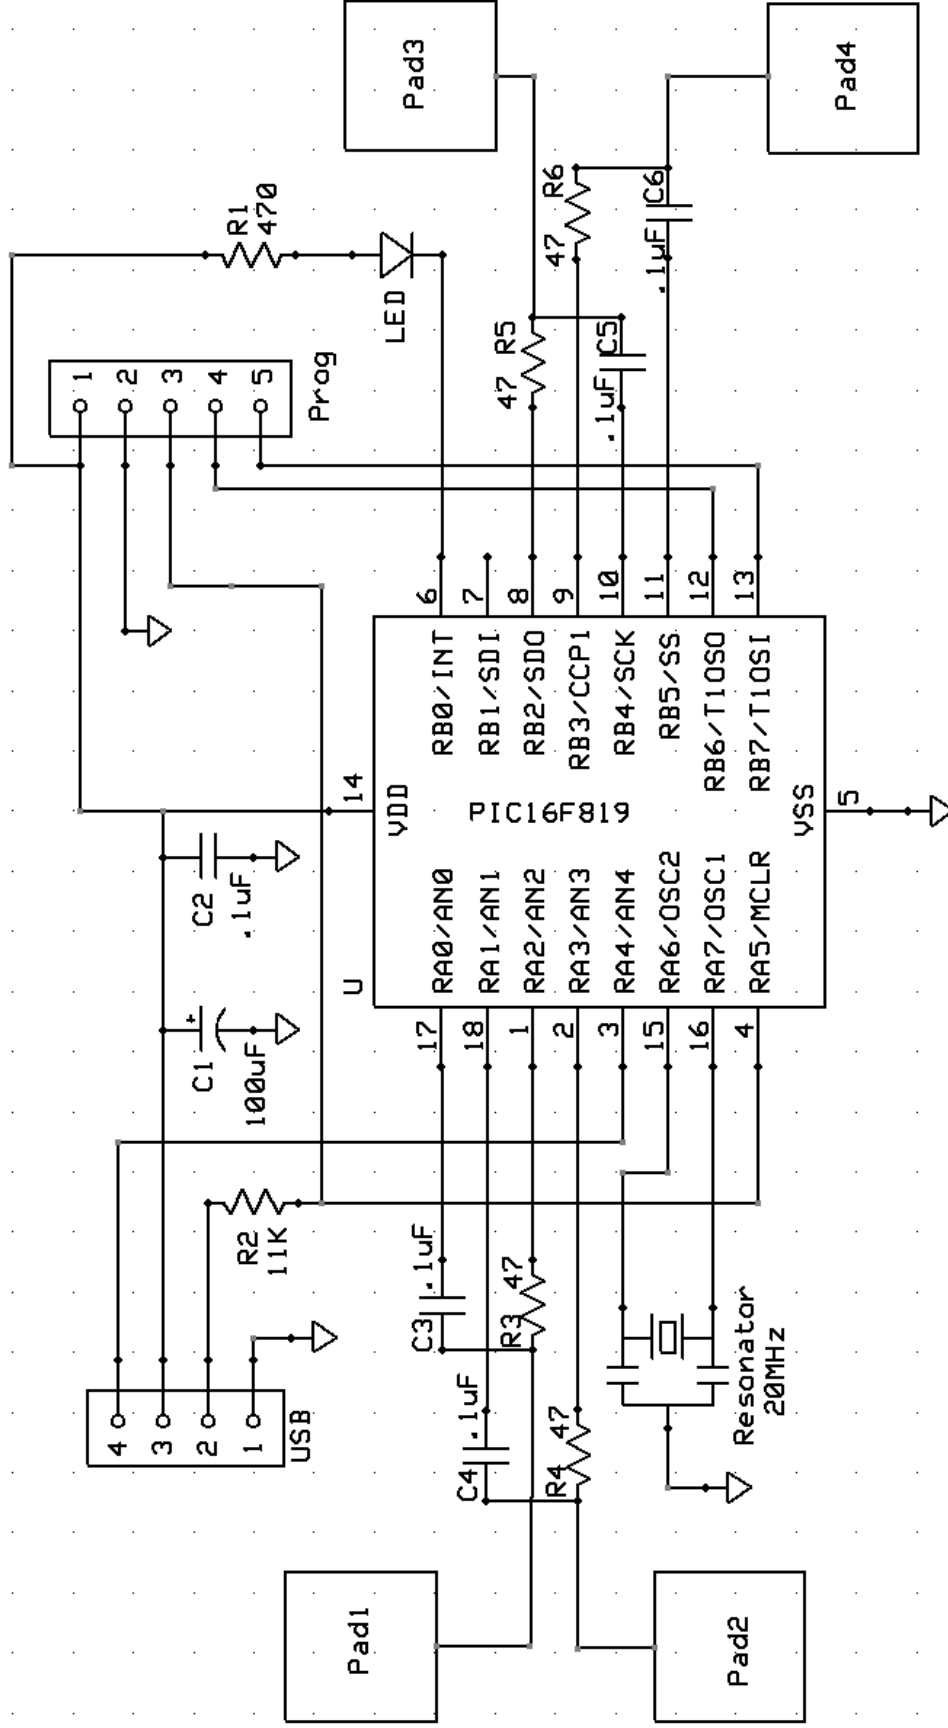 Pad3
Pad4
R1
470
LED
1
2
3
4
5
Prog
R6
47
C6
.1uF
R5
47
C5
.1uF
6
7
8
9
10
11
12
13
RB0/INT
RB1/SDI
RB2/SDO
RB3/CCP1
RB4/SCK
RB5/SS
RB6/T1OSO
RB7/T1OSI
14
VDD
PIC16F819
VSS
5
U
RA0/AN0
RA1/AN1
RA2/AN2
RA3/AN3
RA4/AN4
RA6/OSC2
RA7/OSC1
RA5/MCLR
17
18
1
2
3
15
16
4
C2
.1uF
+
C1
100uF
R2
11K
C3
.1uF
R3
47
C4
.1uF
R4
47
Resonator
20MHz
4
3
2
1
USB
Pad1
Pad2